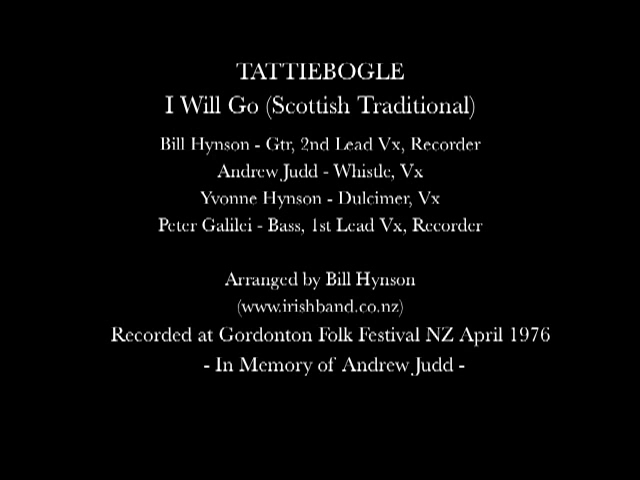 TATTIEBOGLE
I Will Go (Scottish Traditional)
Bill Hynson - Gtr, 2nd Lead Vx, Recorder
Andrew Judd - Whistle, Vx
Yvonne Hynson - Dulcimer, Vx
Peter Galilei - Bass, 1st Lead Vx, Recorder
Arranged by Bill Hynson
(www.irishband.co.nz)
Recorded at Gordonton Folk Festival NZ April 1976
- In Memory of Andrew Judd -